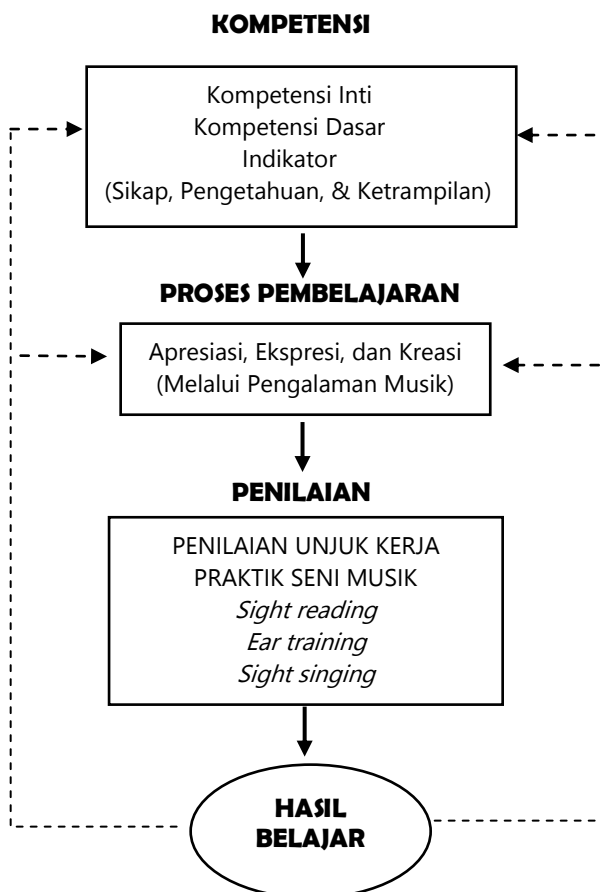 KOMPETENSI
Kompetensi Inti
Kompetensi Dasar
Indikator
(Sikap, Pengetahuan, & Ketrampilan)
PROSES PEMBELAJARAN
Apresiasi, Ekspresi, dan Kreasi
(Melalui Pengalaman Musik)
PENILAIAN
PENILAIAN UNJUK KERJA
PRAKTIK SENI MUSIK
Sight reading
Ear training
Sight singing
HASIL
BELAJAR